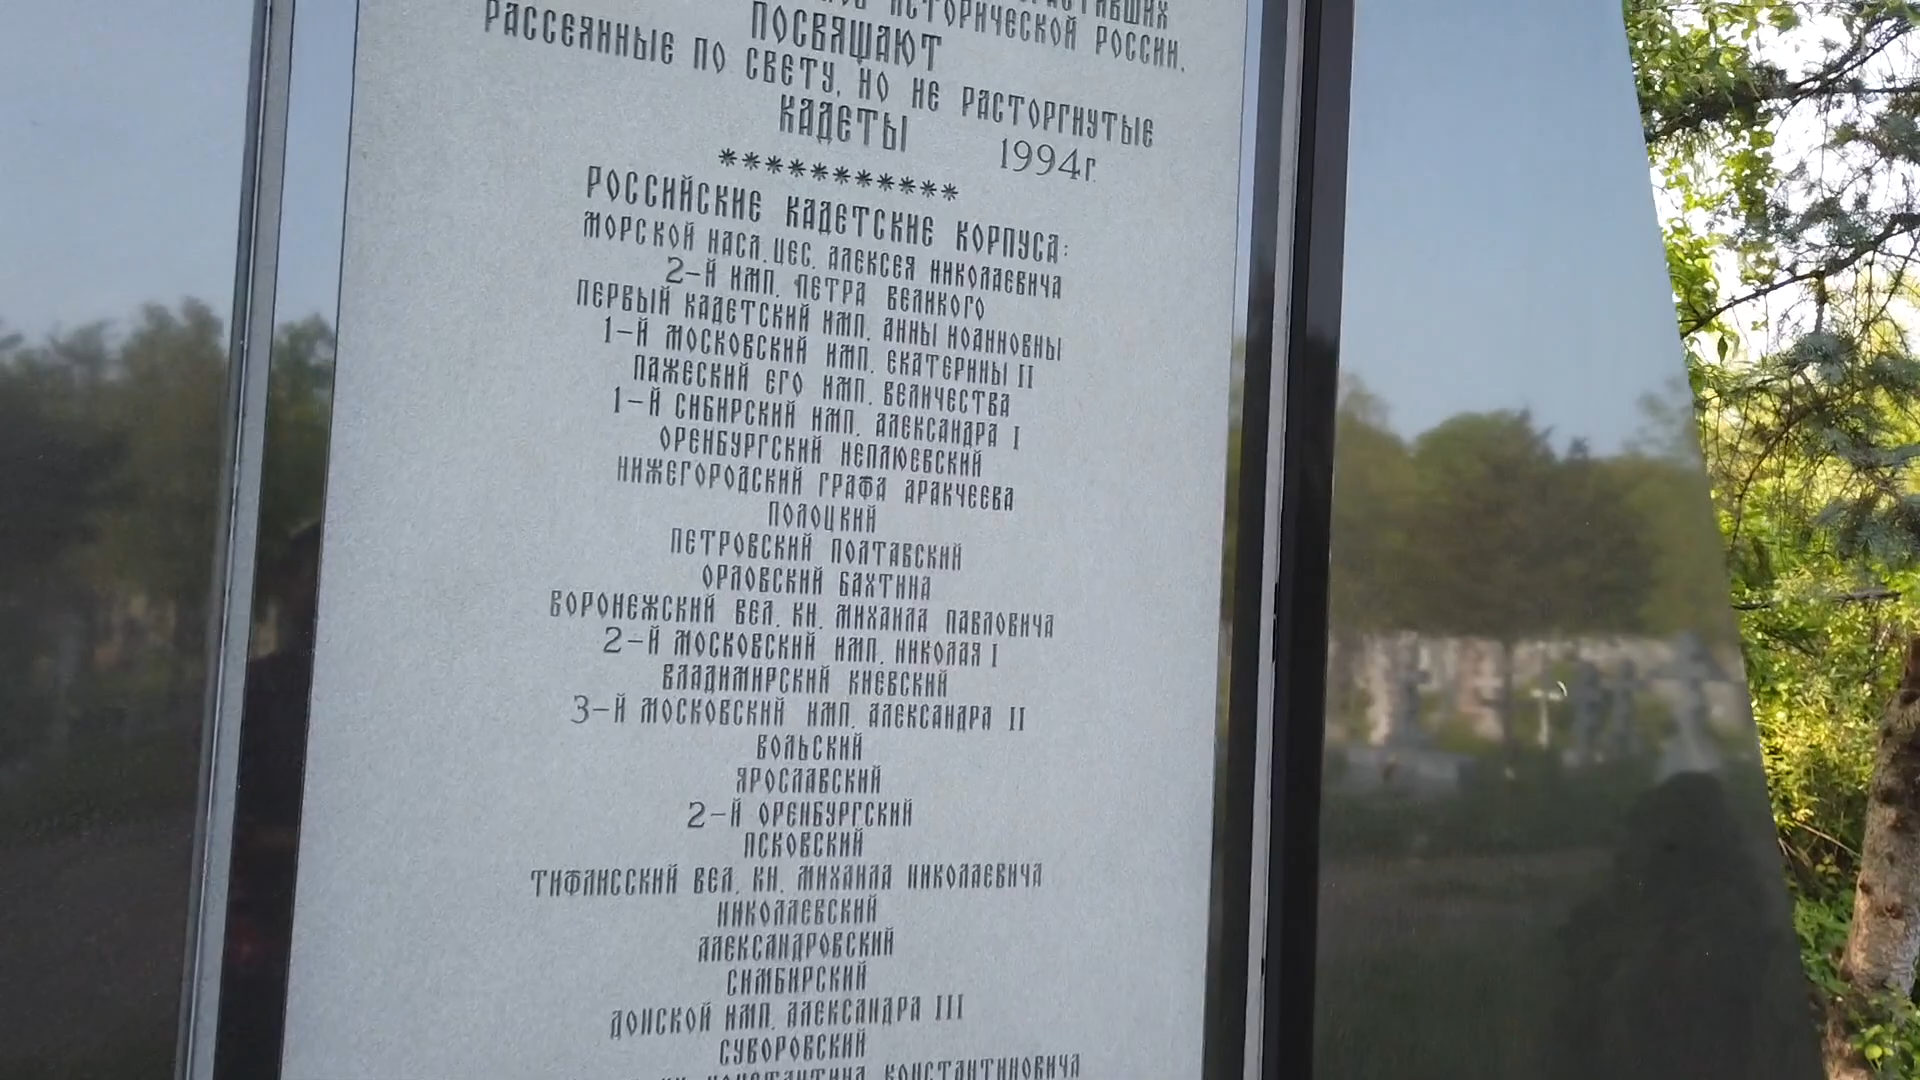 ИСТОРИЧЕСКОЙ РОССИИ.
ПОСВЯЩАЮТ
РАССЕЯННЫЕ ПО СВЕТУ, НО НЕ РАСТОРГНУТЫЕ
КАДЕТЫ 1994г.
***********
РОССИЙСКИЕ КАДЕТСКИЕ КОРПУСА:
МОРСКОЙ НАСЛ. ЦЕС. АЛЕКСЕЯ НИКОЛАЕВИЧА
2-Й ИМП. ПЕТРА ВЕЛИКОГО
ПЕРВЫЙ КАДЕТСКИЙ ИМП. АННЫ ИОАННОВНЫ
1-Й МОСКОВСКИЙ ИМП. ЕКАТЕРИНЫ II
ПАЖЕСКИЙ ЕГО ИМП. ВЕЛИЧЕСТВА
1-Й СИБИРСКИЙ ИМП. АЛЕКСАНДРА I
ОРЕНБУРГСКИЙ НЕПЛЮЕВСКИЙ
НИЖЕГОРОДСКИЙ ГРАФА АРАКЧЕЕВА
ПОЛОЦКИЙ
ПЕТРОВСКИЙ ПОЛТАВСКИЙ
ОРЛОВСКИЙ БАХТИНА
ВОРОНЕЖСКИЙ ВЕЛ. КН. МИХАИЛА ПАВЛОВИЧА
2-Й МОСКОВСКИЙ ИМП. НИКОЛАЯ I
ВЛАДИМИРСКИЙ КИЕВСКИЙ
3-Й МОСКОВСКИЙ ИМП. АЛЕКСАНДРА II
ВОЛЬСКИЙ
ЯРОСЛАВСКИЙ
2-Й ОРЕНБУРГСКИЙ
ПСКОВСКИЙ
ТИФЛИССКИЙ ВЕЛ. КН. МИХАИЛА НИКОЛАЕВИЧА
НИКОЛАЕВСКИЙ
АЛЕКСАНДРОВСКИЙ
СИМБИРСКИЙ
ДОНСКОЙ ИМП. АЛЕКСАНДРА III
СУВОРОВСКИЙ
КН. КОНСТАНТИНА КОНСТАНТИНОВИЧА